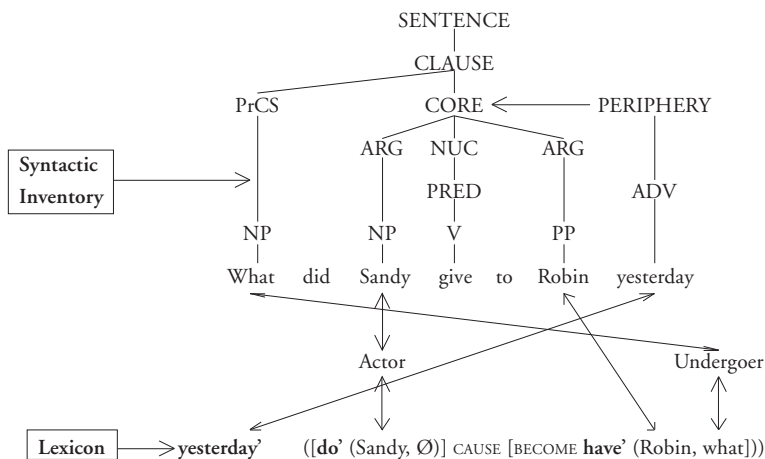 SENTENCE
CLAUSE
PrCS CORE PERIPHERY
ARG NUC ARG
Syntactic
Inventory
PRED ADV
NP NP V PP
What did Sandy give to Robin yesterday
Actor Undergoer
Lexicon yesterday’ ([do’ (Sandy, Ø)] CAUSE [BECOME have’ (Robin, what]))